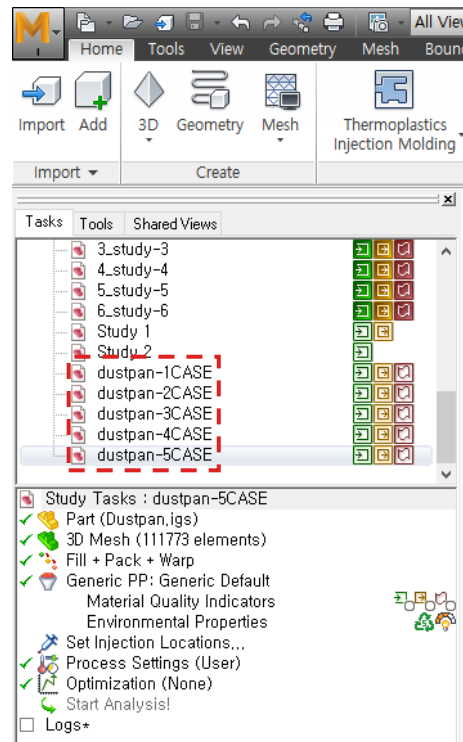 All View
Home Tools View Geometry Mesh Boun
Import Add 3D Geometry Mesh Thermoplastics
Injection Molding
Import Create
Tasks Tools Shared Views
3_study-3
4_study-4
5_study-5
6_study-6
Study 1
Study 2
dustpan-1CASE
dustpan-2CASE
dustpan-3CASE
dustpan-4CASE
dustpan-5CASE
Study Tasks : dustpan-5CASE
Part (Dustpan,igs)
3D Mesh (111773 elements)
Fill + Pack + Warp
Generic PP: Generic Default
Material Quality Indicators
Environmental Properties
Set Injection Locations,,,
Process Settings (User)
Optimization (None)
Start Analysis!
Logs*